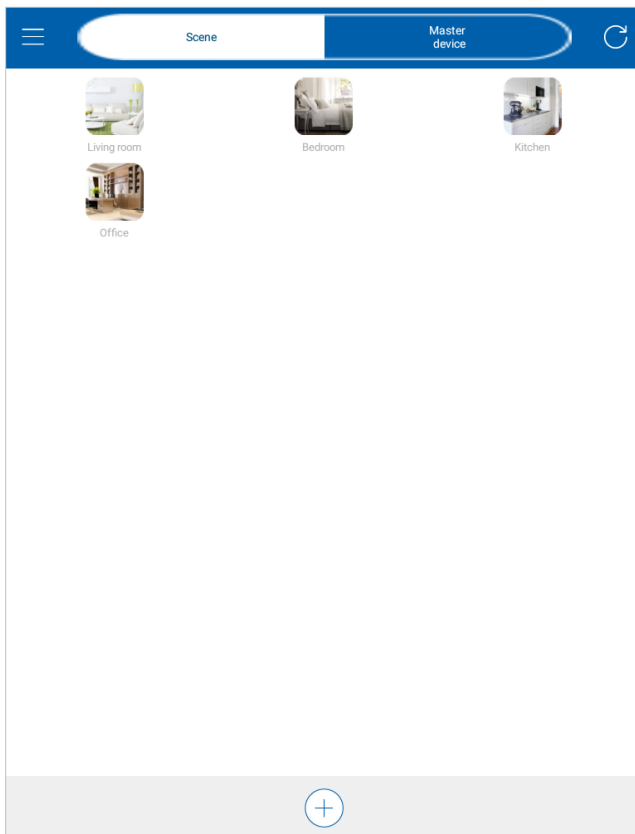 Scene
Master
device
Living room
Bedroom
Kitchen
Office